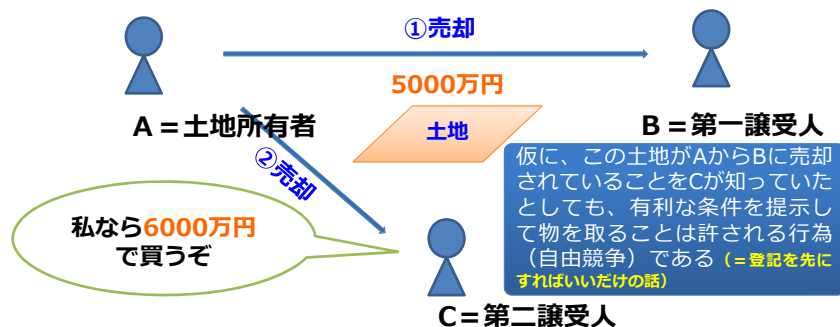 ①売却
5000万円
A＝土地所有者
土地
B＝第一譲受人
②売却
仮に、この土地がAからBに売却
されていることをCが知っていた
としても、有利な条件を提示し
て物を取ることは許される行為
（自由競争）である（＝登記を先に
すればいいだけの話）
私なら6000万円
で買うぞ
C＝第二譲受人